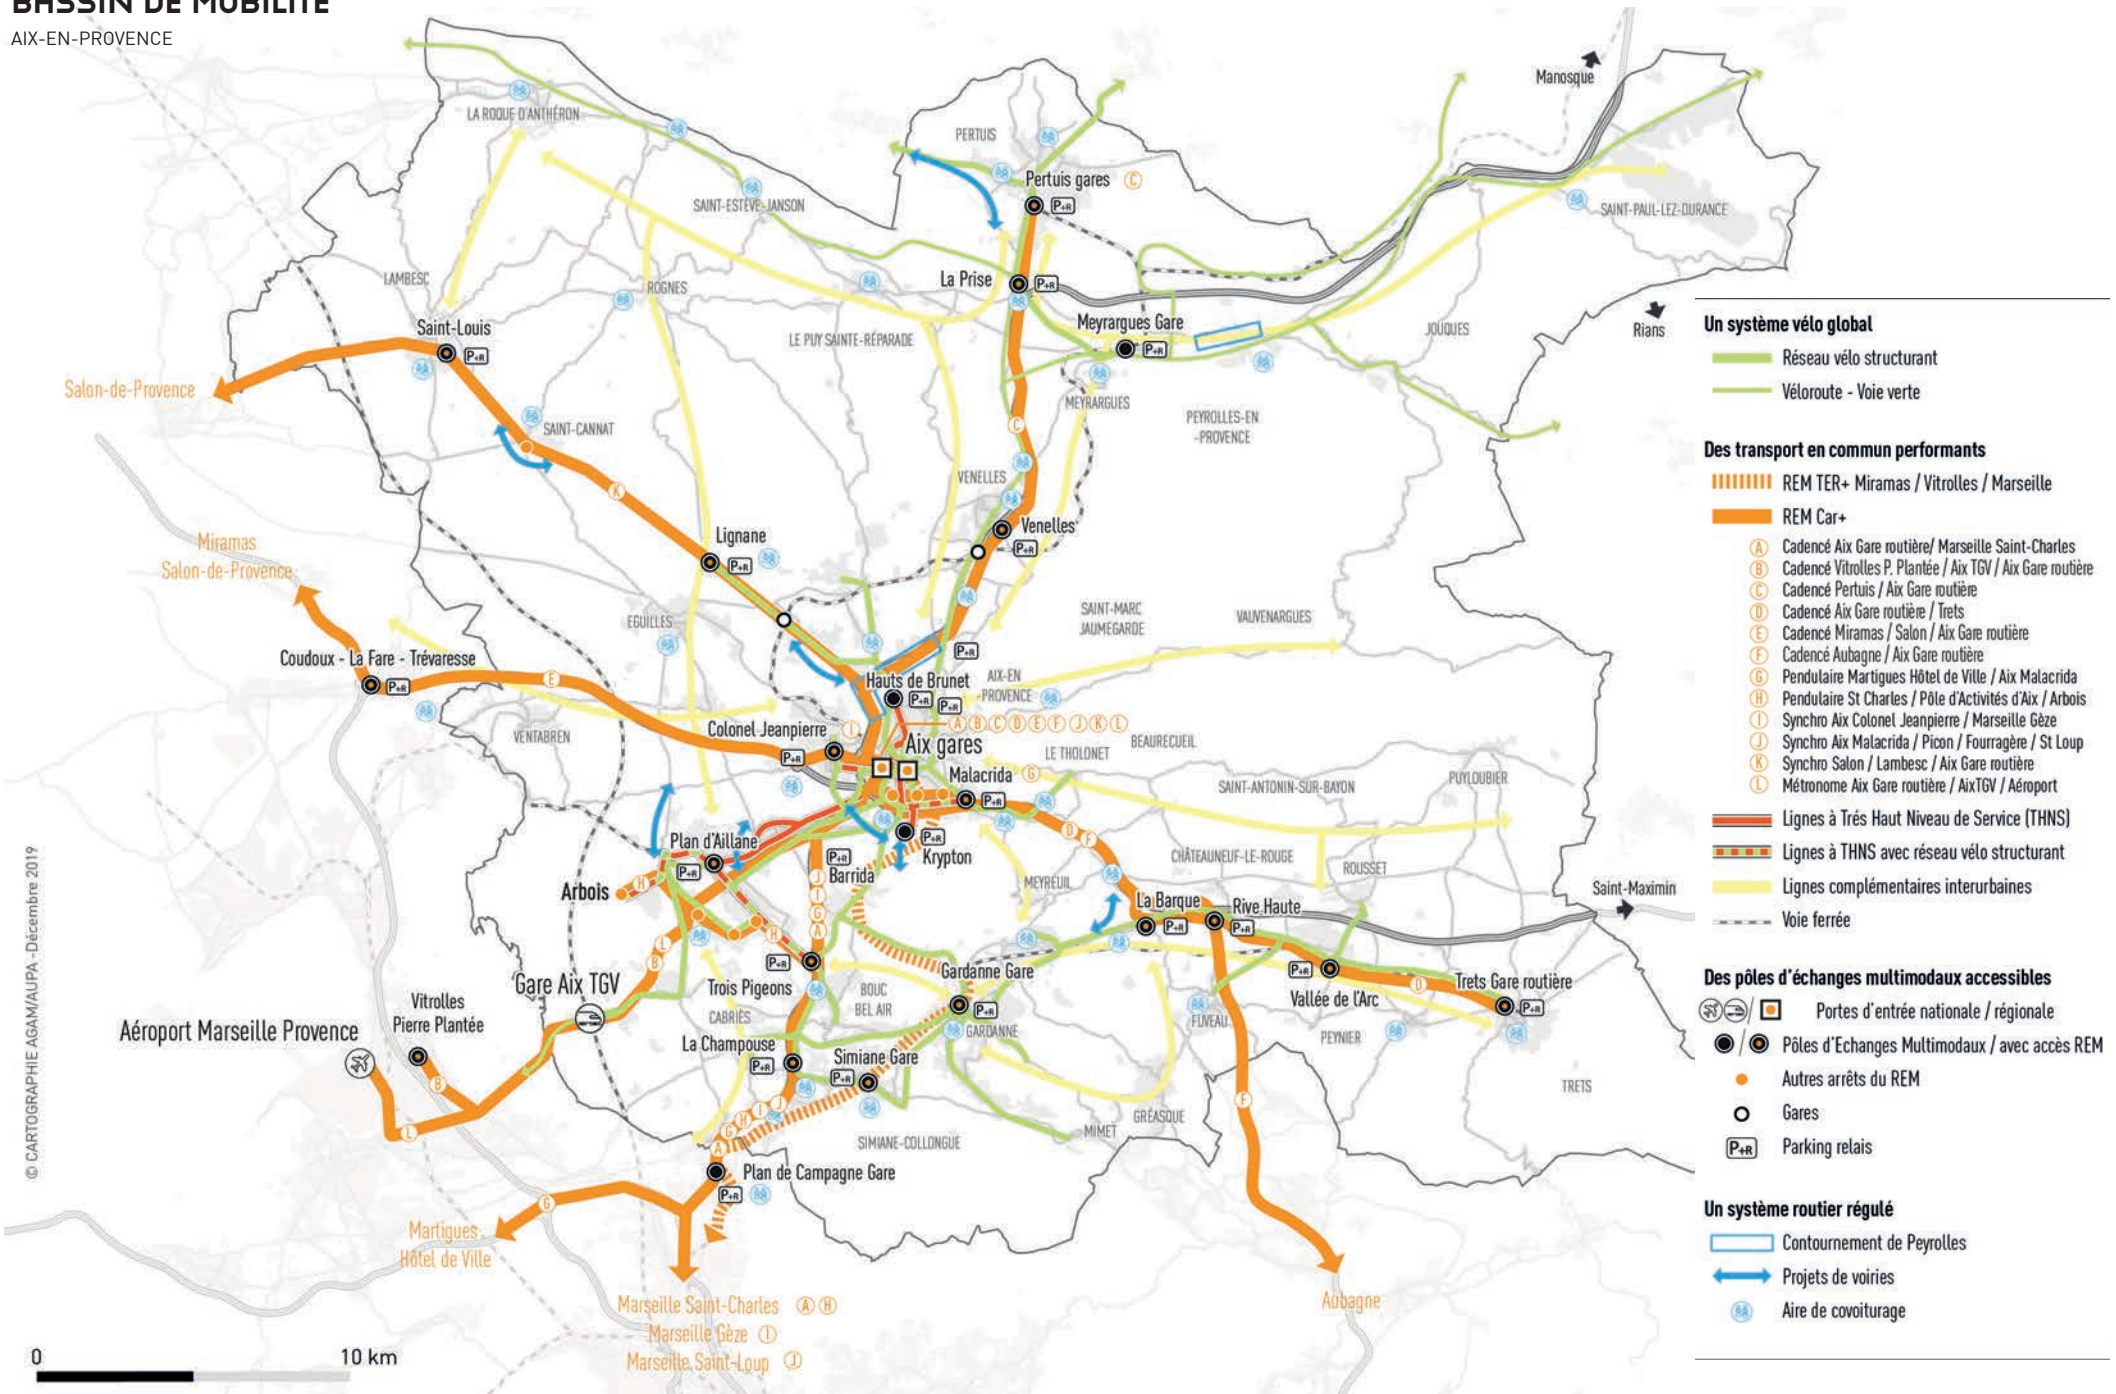 BASSIN DE MOBILITÉ
AIX-EN-PROVENCE
Manosque
LA ROQUE D'ANTHÉRON
PERTUIS
Pertuis gares
C
P+R
SAINT-ESTÈVE-JANSON
SAINT-PAUL-LEZ-DURANCE
LAMBESC
ROGNES
La Prise
P+R
Saint-Louis
P+R
LE PUY SAINTE-RÉPARADE
Meyrargues Gare
P+R
JOUQUES
Rians
Salon-de-Provence
MEYRARGUES
PEYROLLES-EN
-PROVENCE
C
SAINT-CANNAT
K
VENELLES
Venelles
P+R
Lignane
P+R
Miramas
Salon-de-Provence
EGUILLES
SAINT-MARC
JAUMEGARDE
VAUVENARGUES
P+R
Coudoux - La Fare - Trévaresse
P+R
E
Hauts de Brunet
P+R
P+R
AIX-EN
-PROVENCE
VENTABREN
Colonel Jeanpierre
I
P+R
A B C D E F J K L
Aix gares
LE THOLONET
BEAURECUEIL
Malacrida
G
P+R
SAINT-ANTONIN-SUR-BAYON
PUYLOUBIER
D
F
Plan d'Aillane
P+R
Krypton
P+R
Barrida
P+R
CHÂTEAUNEUF-LE-ROUGE
ROUSSET
MEYREUIL
Arbois
H
J
I
G
A
La Barque
P+R
Rive Haute
P+R
Saint-Maximin
H
L
B
Trois Pigeons
P+R
Gardanne Gare
P+R
Vallée de l'Arc
P+R
D
Trets Gare routière
P+R
Gare Aix TGV
BOUC
BEL AIR
CABRIÈS
GARDANNE
FUVEAU
PEYNIER
Vitrolles
Pierre Plantée
Aéroport Marseille Provence
La Champouse
P+R
Simiane Gare
P+R
B
L
TRETS
F
G H I J
A
SIMIANE-COLLONGUE
MIMET
GRÉASQUE
Plan de Campagne Gare
P+R
G
Martigues
Hôtel de Ville
Marseille Saint-Charles A H
Marseille Gèze I
Marseille Saint-Loup J
Aubagne
0 10 km
© CARTOGRAPHIE AGAM/AUPA - Décembre 2019
Un système vélo global
Réseau vélo structurant
Véloroute - Voie verte
Des transport en commun performants
REM TER+ Miramas / Vitrolles / Marseille
REM Car+
A Cadencé Aix Gare routière/ Marseille Saint-Charles
B Cadencé Vitrolles P. Plantée / Aix TGV / Aix Gare routière
C Cadencé Pertuis / Aix Gare routière
D Cadencé Aix Gare routière / Trets
E Cadencé Miramas / Salon / Aix Gare routière
F Cadencé Aubagne / Aix Gare routière
G Pendulaire Martigues Hôtel de Ville / Aix Malacrida
H Pendulaire St Charles / Pôle d'Activités d'Aix / Arbois
I Synchro Aix Colonel Jeanpierre / Marseille Gèze
J Synchro Aix Malacrida / Picon / Fourragère / St Loup
K Synchro Salon / Lambesc / Aix Gare routière
L Métronome Aix Gare routière / AixTGV / Aéroport
Lignes à Trés Haut Niveau de Service (THNS)
Lignes à THNS avec réseau vélo structurant
Lignes complémentaires interurbaines
Voie ferrée
Des pôles d'échanges multimodaux accessibles
Portes d'entrée nationale / régionale
Pôles d'Echanges Multimodaux / avec accès REM
Autres arrêts du REM
Gares
P+R Parking relais
Un système routier régulé
Contournement de Peyrolles
Projets de voiries
Aire de covoiturage